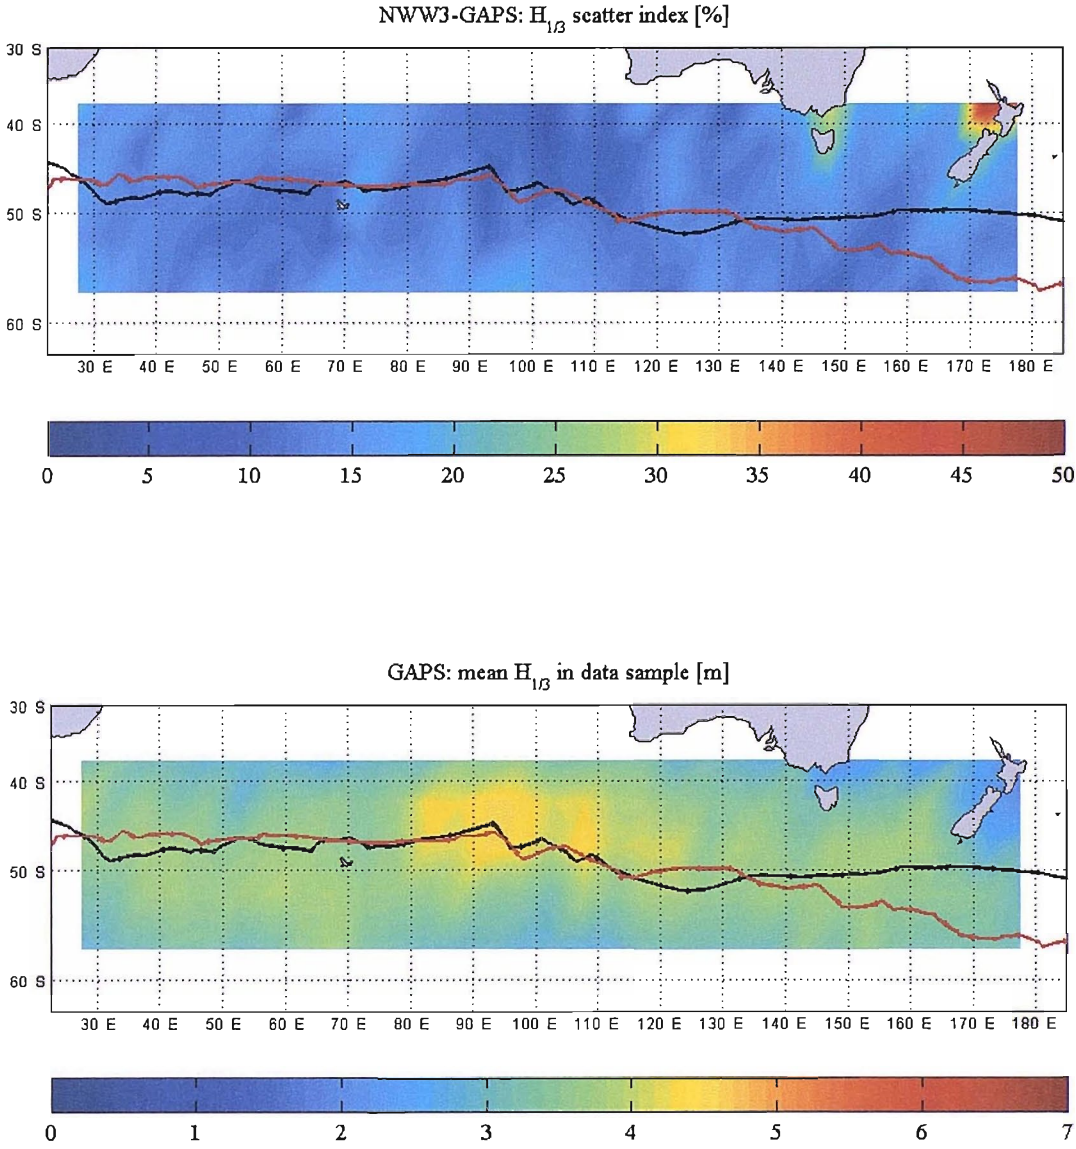 NWW3-GAPS: H1/3 scatter index [%]
30 S
40 S
50 S
60 S
30 E 40 E 50 E 60 E 70 E 80 E 90 E 100 E 110 E 120 E 130 E 140 E 150 E 160 E 170 E 180 E
0 5 10 15 20 25 30 35 40 45 50
GAPS: mean H1/3 in data sample [m]
30 S
40 S
50 S
60 S
30 E 40 E 50 E 60 E 70 E 80 E 90 E 100 E 110 E 120 E 130 E 140 E 150 E 160 E 170 E 180 E
0 1 2 3 4 5 6 7